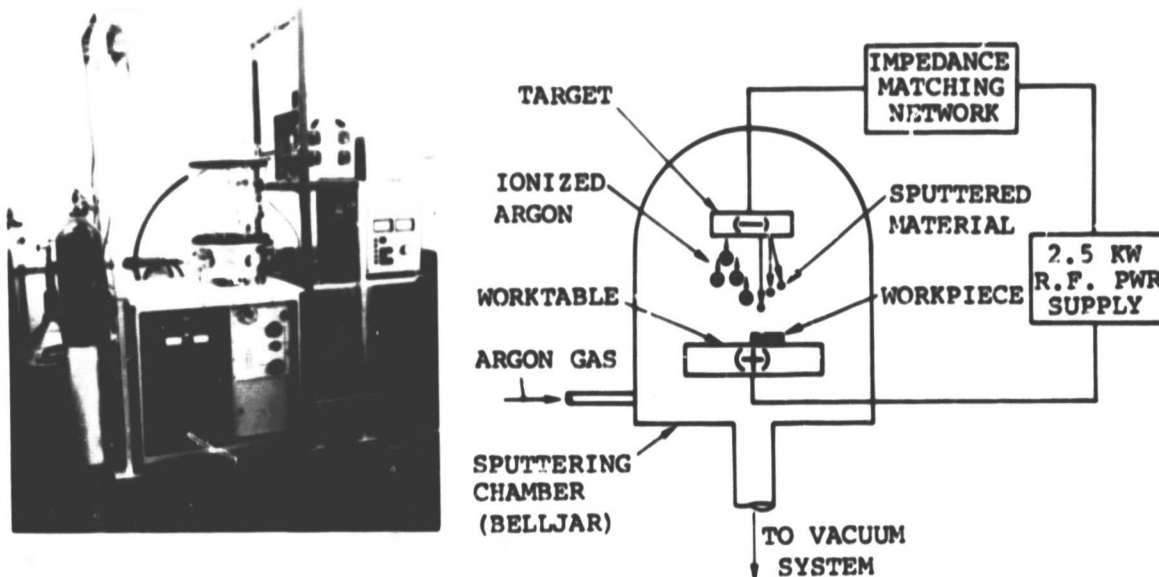 IMPEDANCE
MATCHING
NETWORK
TARGET
IONIZED
ARGON
SPUTTERED
MATERIAL
(—)
2.5 KW
R.F. PWR
SUPPLY
WORKTABLE
WORKPIECE
(+)
ARGON GAS
SPUTTERING
CHAMBER
(BELLJAR)
TO VACUUM
SYSTEM